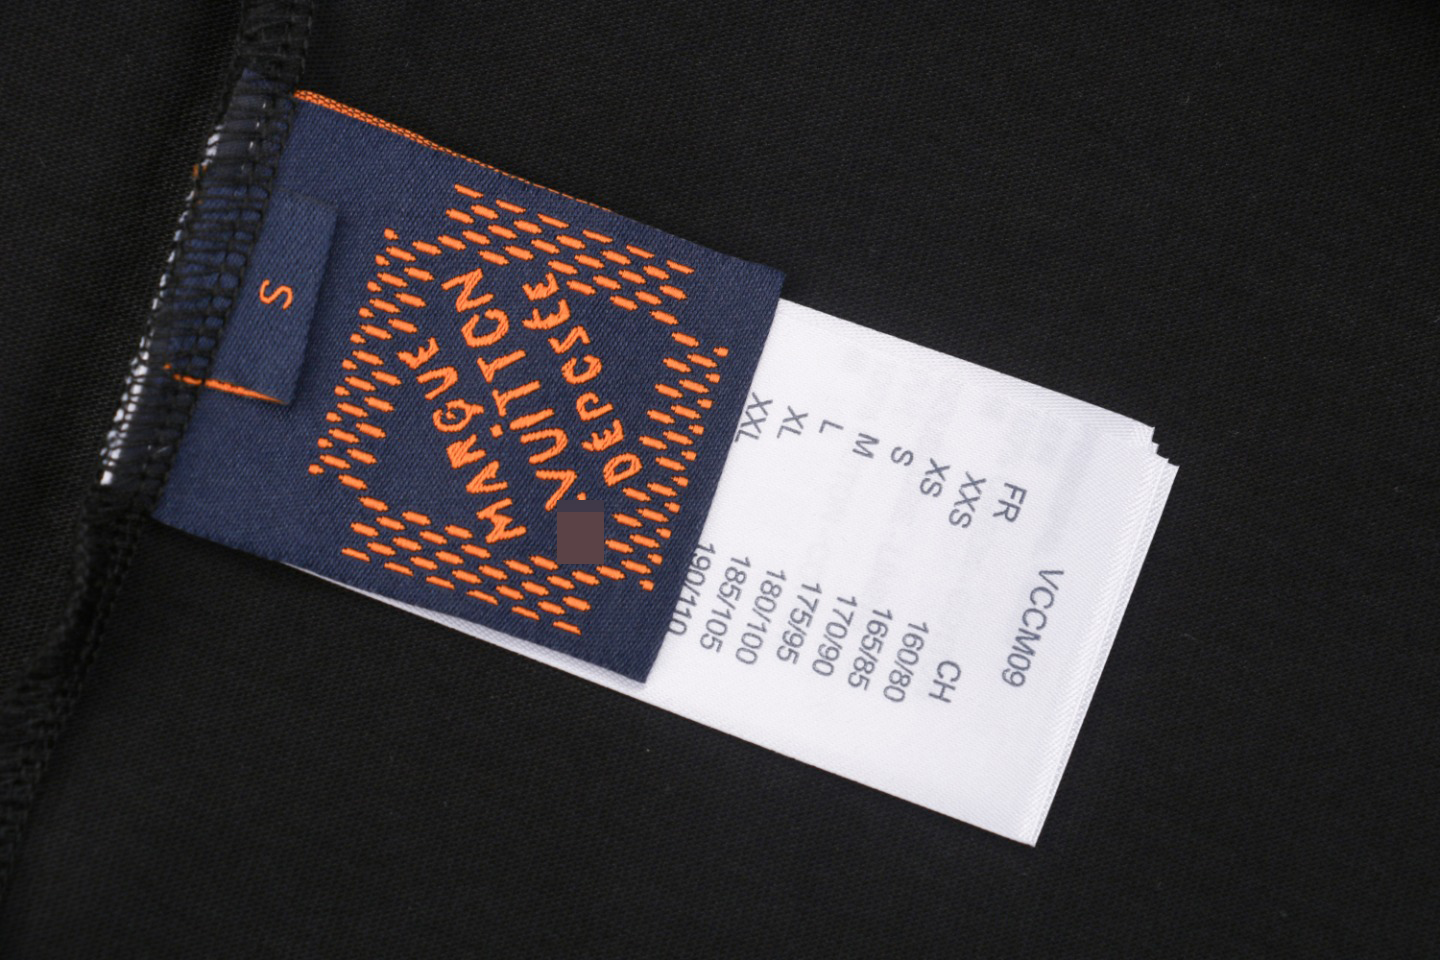 S
MARQUE
.VUITTON
DEPOSEE
VCCM09
FR CH
XXS 160/80
XS 165/85
S 170/90
M 175/95
L 180/100
XL 185/105
XXL 190/110